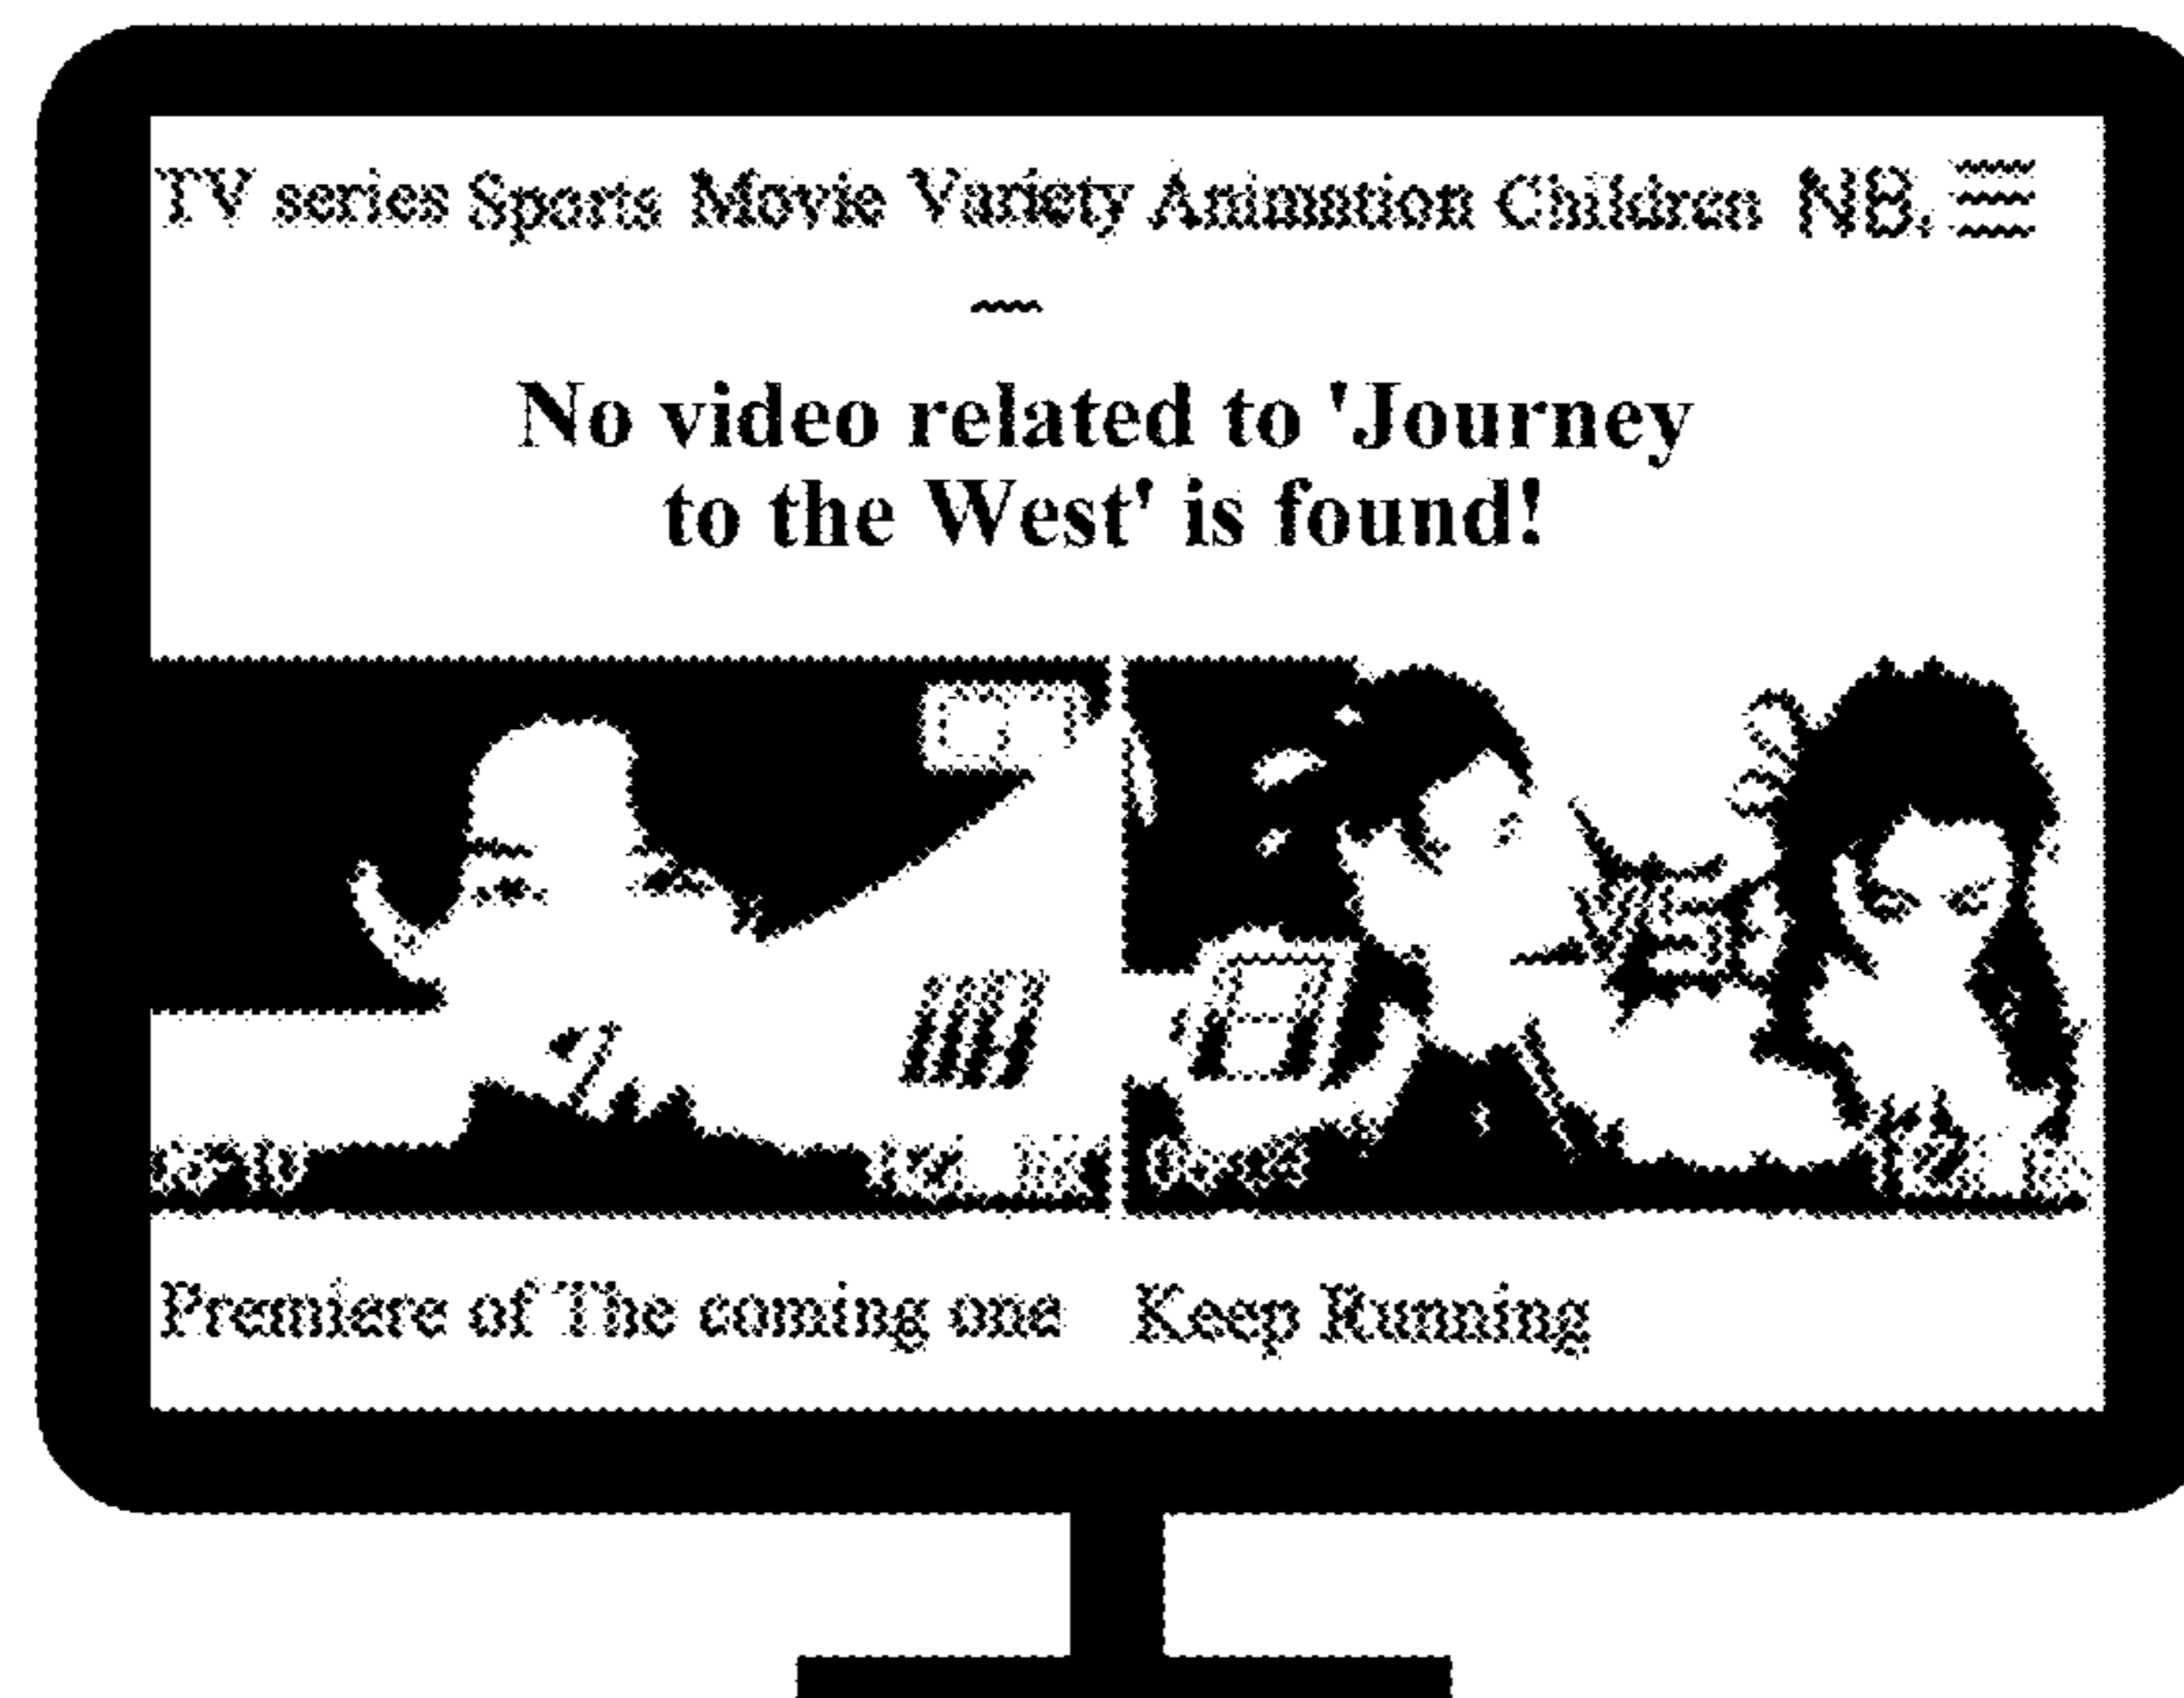 TV series Sports Movie Variety Animation Children NB.
No video related to 'Journey
to the West' is found!
Premiere of The coming one Keep Running